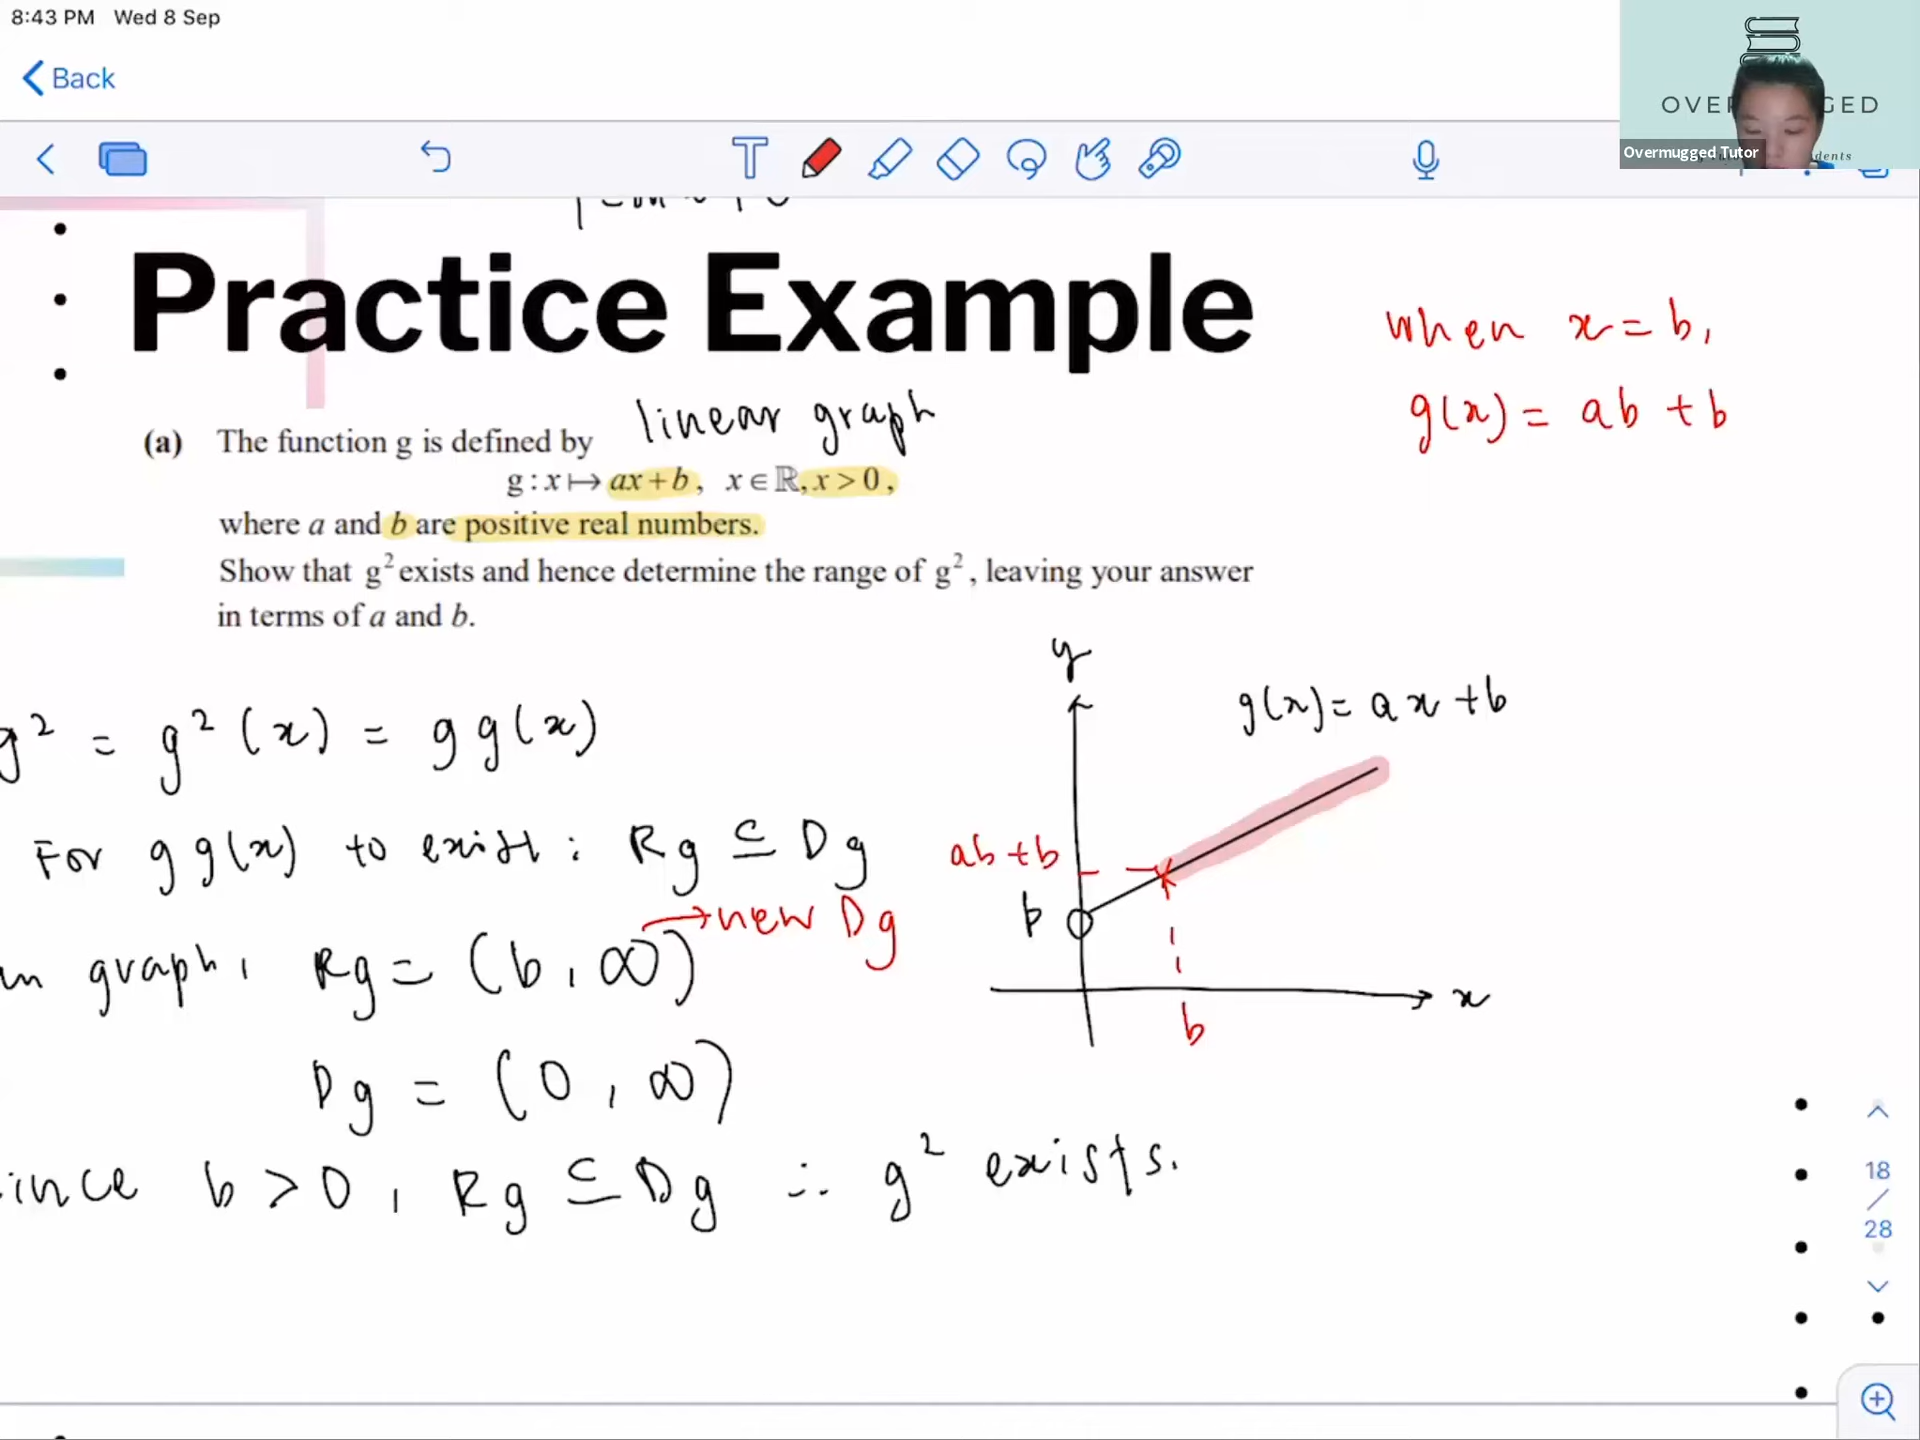 8:43 PM Wed 8 Sep
Back
Overmugged Tutor
Practice Example
when x = b,
g(x) = ab + b
linear graph
(a) The function g is defined by
g : x ↦ ax + b, x ∈ ℝ, x > 0,
where a and b are positive real numbers.
Show that g² exists and hence determine the range of g², leaving your answer
in terms of a and b.
y
g(x) = ax + b
g² = g²(x) = gg(x)
For gg(x) to exist : Rg ⊆ Dg
ab + b
b
→ new Dg
graph, Rg = (b, ∞)
x
b
Dg = (0, ∞)
ince b > 0, Rg ⊆ Dg ∴ g² exists.
18
/
28